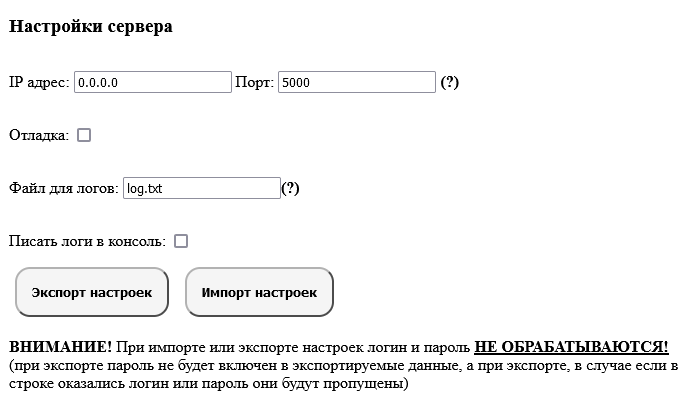 Настройки сервера
IP адрес: 0.0.0.0 Порт: 5000 (?)
Отладка:
Файл для логов: log.txt (?)
Писать логи в консоль:
Экспорт настроек Импорт настроек
ВНИМАНИЕ! При импорте или экспорте настроек логин и пароль НЕ ОБРАБАТЫВАЮТСЯ!
(при экспорте пароль не будет включен в экспортируемые данные, а при экспорте, в случае если в
строке оказались логин или пароль они будут пропущены)